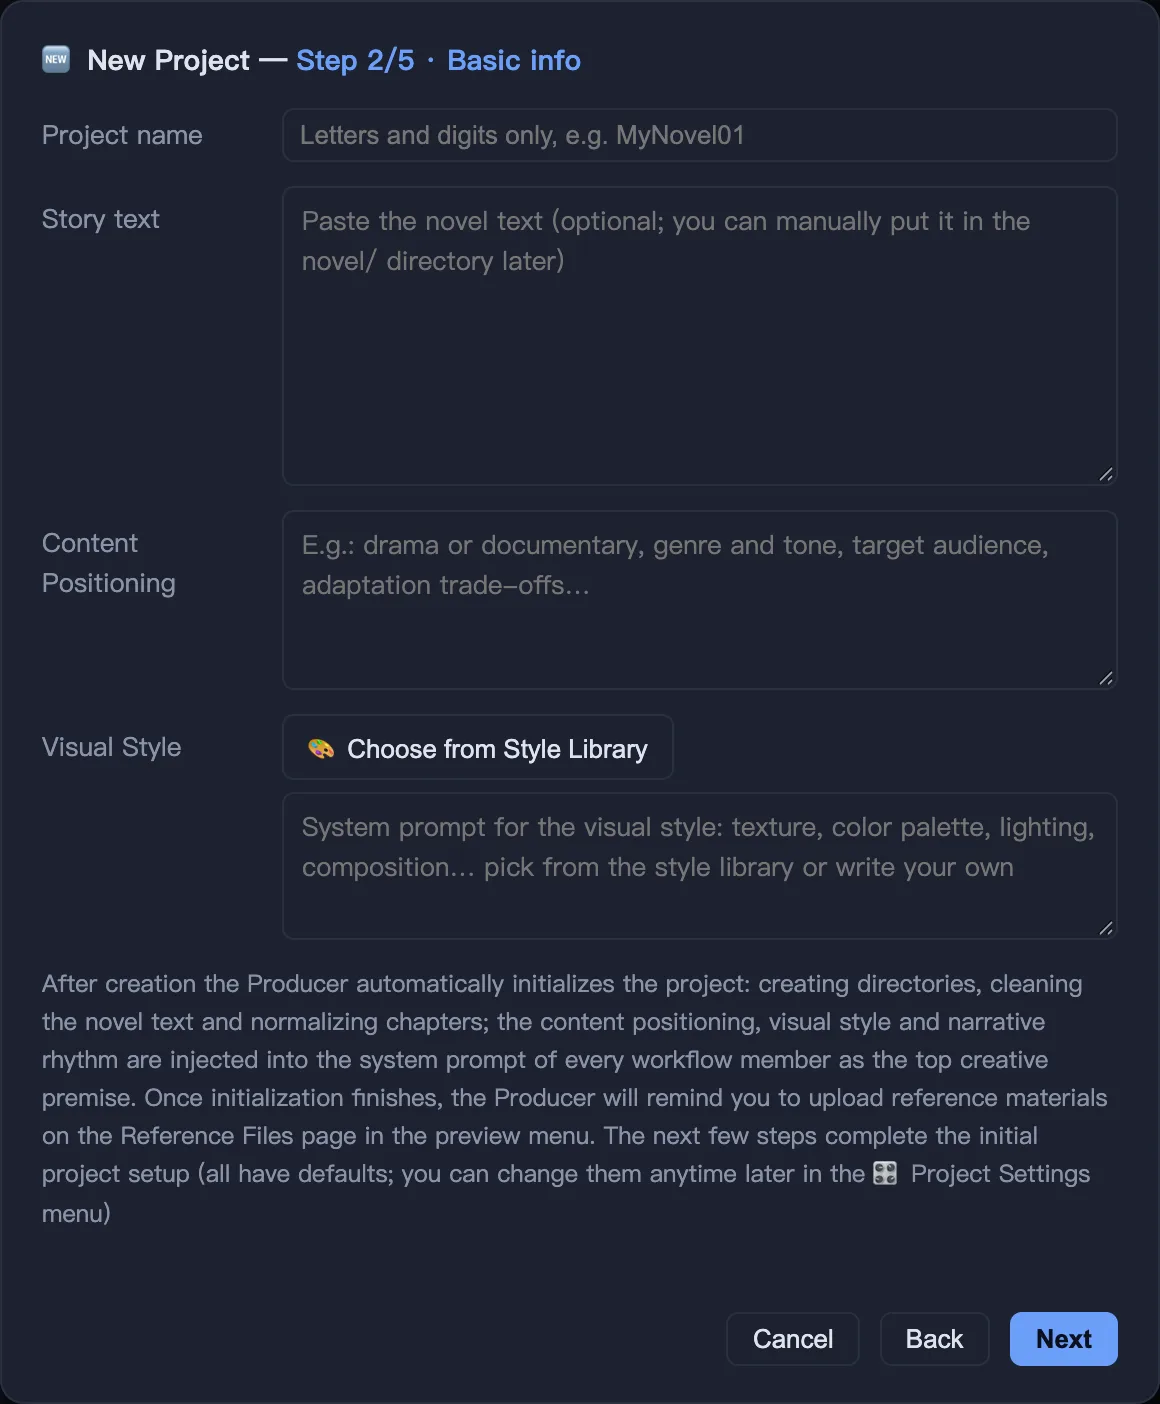 NEW New Project — Step 2/5 · Basic info
Project name
Letters and digits only, e.g. MyNovel01
Story text
Paste the novel text (optional; you can manually put it in the
novel/ directory later)
Content
Positioning
E.g.: drama or documentary, genre and tone, target audience,
adaptation trade-offs...
Visual Style
Choose from Style Library
System prompt for the visual style: texture, color palette, lighting,
composition... pick from the style library or write your own
After creation the Producer automatically initializes the project: creating directories, cleaning
the novel text and normalizing chapters; the content positioning, visual style and narrative
rhythm are injected into the system prompt of every workflow member as the top creative
premise. Once initialization finishes, the Producer will remind you to upload reference materials
on the Reference Files page in the preview menu. The next few steps complete the initial
project setup (all have defaults; you can change them anytime later in the 🎛 Project Settings
menu)
Cancel
Back
Next